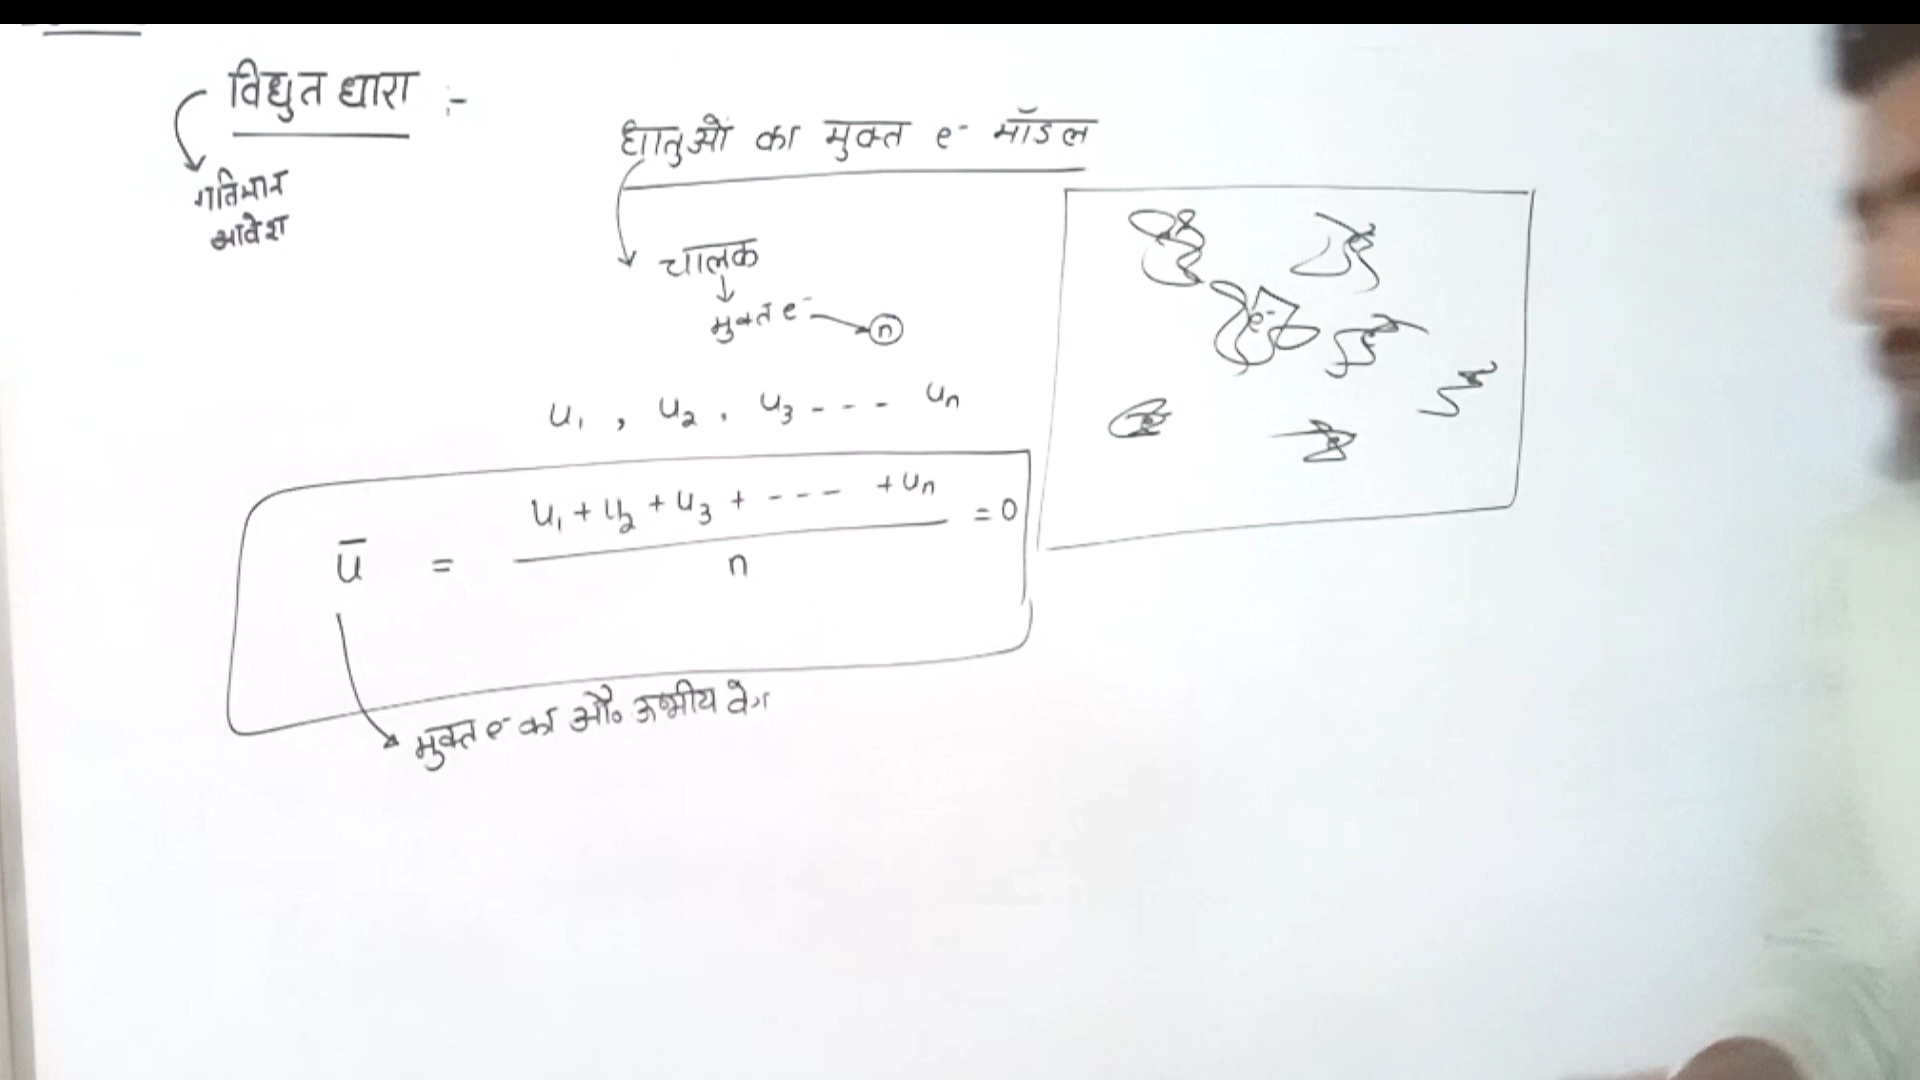 विद्युत धारा :-
गतिमान
आवेश
धातुओं का मुक्त e⁻ मॉडल
चालक
मुक्त e⁻
n
u₁ , u₂ , u₃ - - - uₙ
u̅ = (u₁ + u₂ + u₃ + - - - + uₙ) / n = 0
मुक्त e⁻ का औ० ऊष्मीय वेग
e⁻